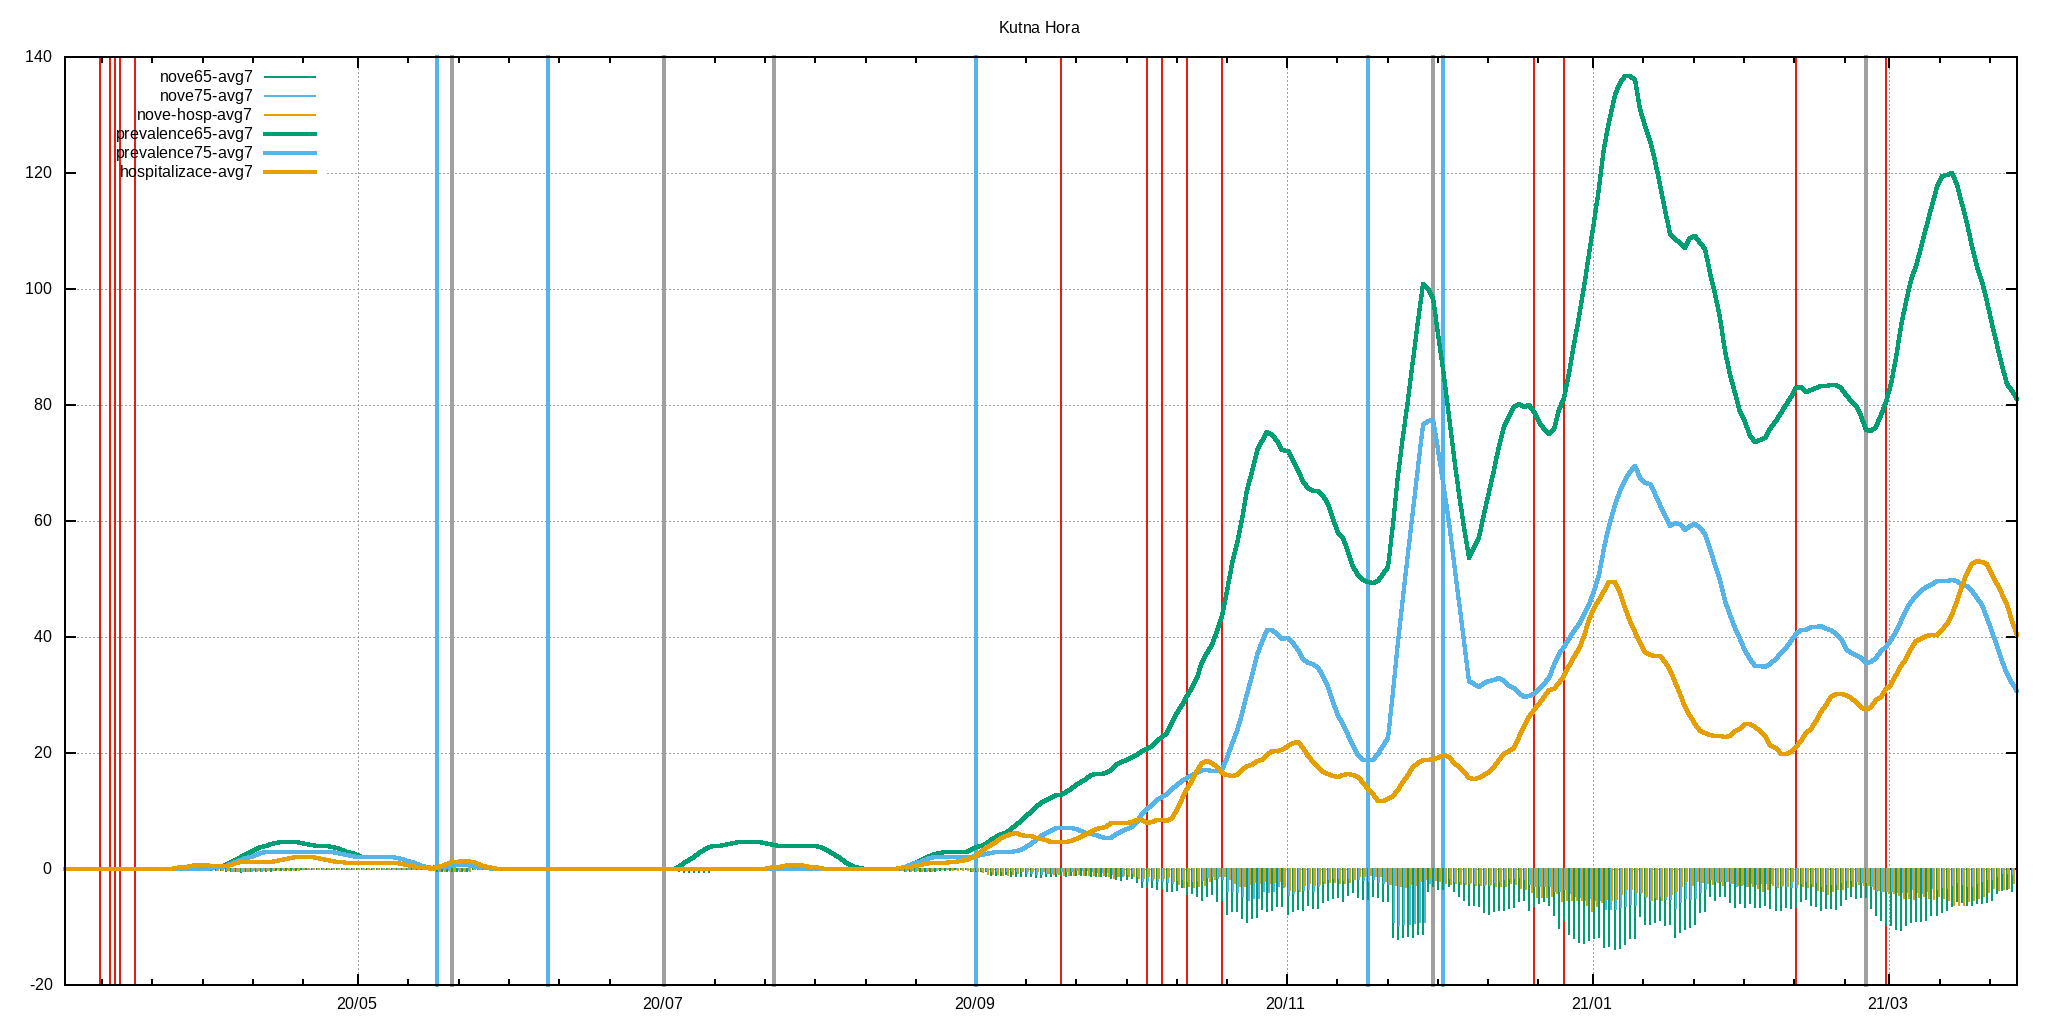 Kutna Hora
140
120
100
80
60
40
20
0
-20
nove65-avg7
nove75-avg7
nove-hosp-avg7
prevalence65-avg7
prevalence75-avg7
hospitalizace-avg7
20/05
20/07
20/09
20/11
21/01
21/03